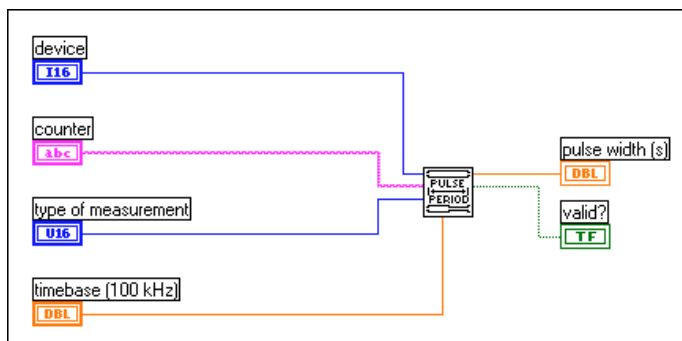 device
I16
counter
abc
type of measurement
U16
timebase (100 kHz)
DBL
PULSE
PERIOD
pulse width (s)
DBL
valid?
TF